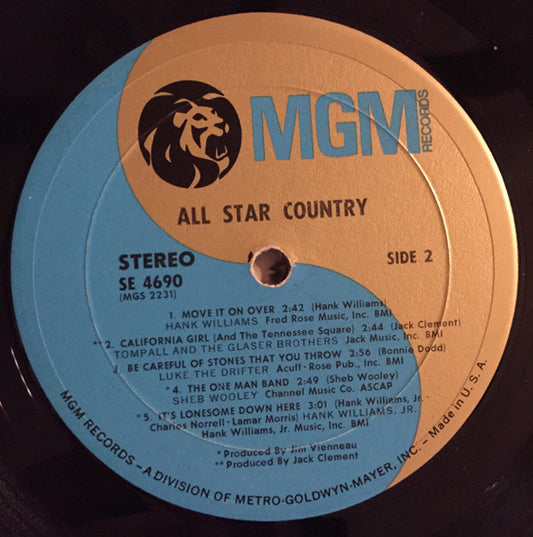 MGM RECORDS
ALL STAR COUNTRY
STEREO
SE 4690
(MGS 2231)
SIDE 2
1. MOVE IT ON OVER 2:42 (Hank Williams)
HANK WILLIAMS Fred Rose Music, Inc. BMI
**2. CALIFORNIA GIRL (And The Tennessee Square) 2:44 (Jack Clement)
TOMPALL AND THE GLASER BROTHERS Jack Music, Inc. BMI
3. BE CAREFUL OF STONES THAT YOU THROW 2:56 (Bonnie Dodd)
LUKE THE DRIFTER Acuff-Rose Pub., Inc. BMI
*4. THE ONE MAN BAND 2:49 (Sheb Wooley)
SHEB WOOLEY Channel Music Co. ASCAP
*5. IT'S LONESOME DOWN HERE 3:01 (Hank Williams, Jr. -
Charles Norrell-Lamar Morris) HANK WILLIAMS, JR.
Hank Williams, Jr. Music, Inc. BMI
*Produced By Jim Vienneau
**Produced By Jack Clement
MGM RECORDS – A DIVISION OF METRO-GOLDWYN-MAYER, INC. – Made in U. S. A.